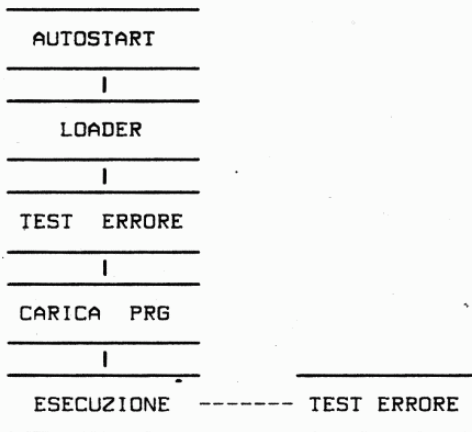 AUTOSTART
LOADER
TEST ERRORE
CARICA PRG
ESECUZIONE ------- TEST ERRORE